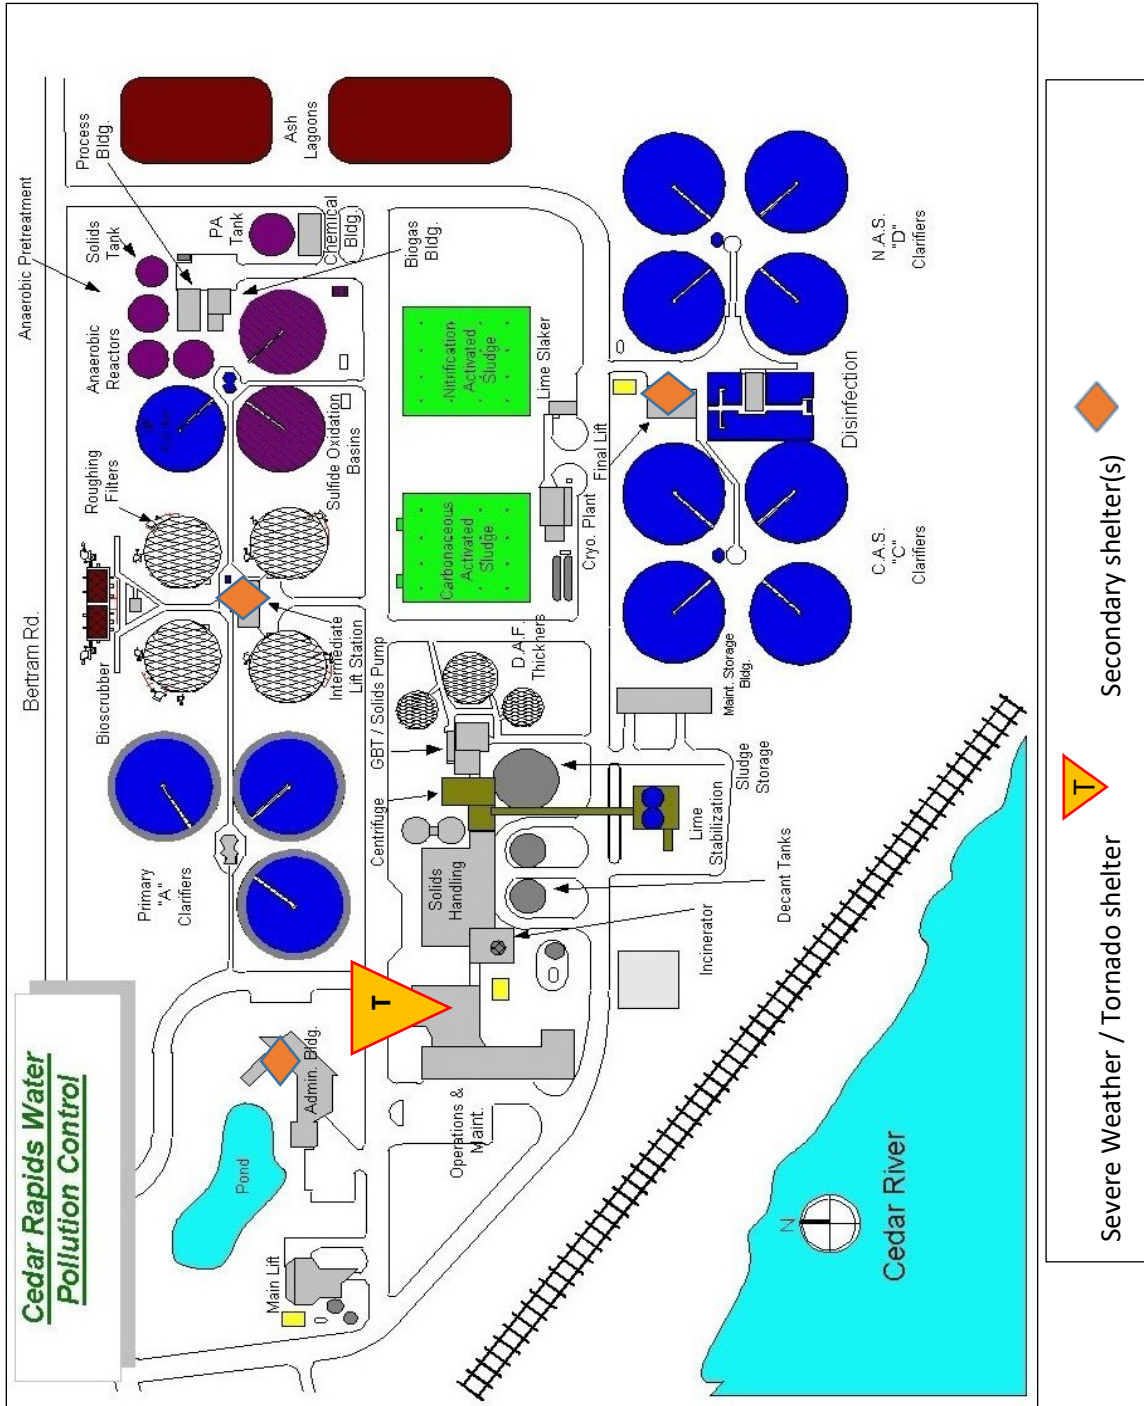 Cedar Rapids Water
Pollution Control
Bertram Rd.
Anaerobic Pretreatment
Process
Bldg.
Solids
Tank
PA
Tank
Chemical
Bldg.
Ash
Lagoons
Anaerobic
Reactors
Biogas
Bldg.
Roughing
Filters
Sulfide Oxidation
Basins
Bioscrubber
Intermediate
Lift Station
Primary
"A"
Clarifiers
Admin. Bldg.
Pond
Main Lift
Operations &
Maint.
T
Solids
Handling
Centrifuge
GBT / Solids Pump
D.A.F.
Thickners
Carbonaceous
Activated
Sludge
Nitrification
Activated
Sludge
Lime Slaker
Cryo. Plant
Final Lift
Maint. Storage
Bldg.
Sludge
Storage
Lime
Stabilization
Decant Tanks
Incinerator
N.A.S.
"D"
Clarifiers
Disinfection
C.A.S.
"C"
Clarifiers
N
Cedar River
Severe Weather / Tornado shelter
T
Secondary shelter(s)